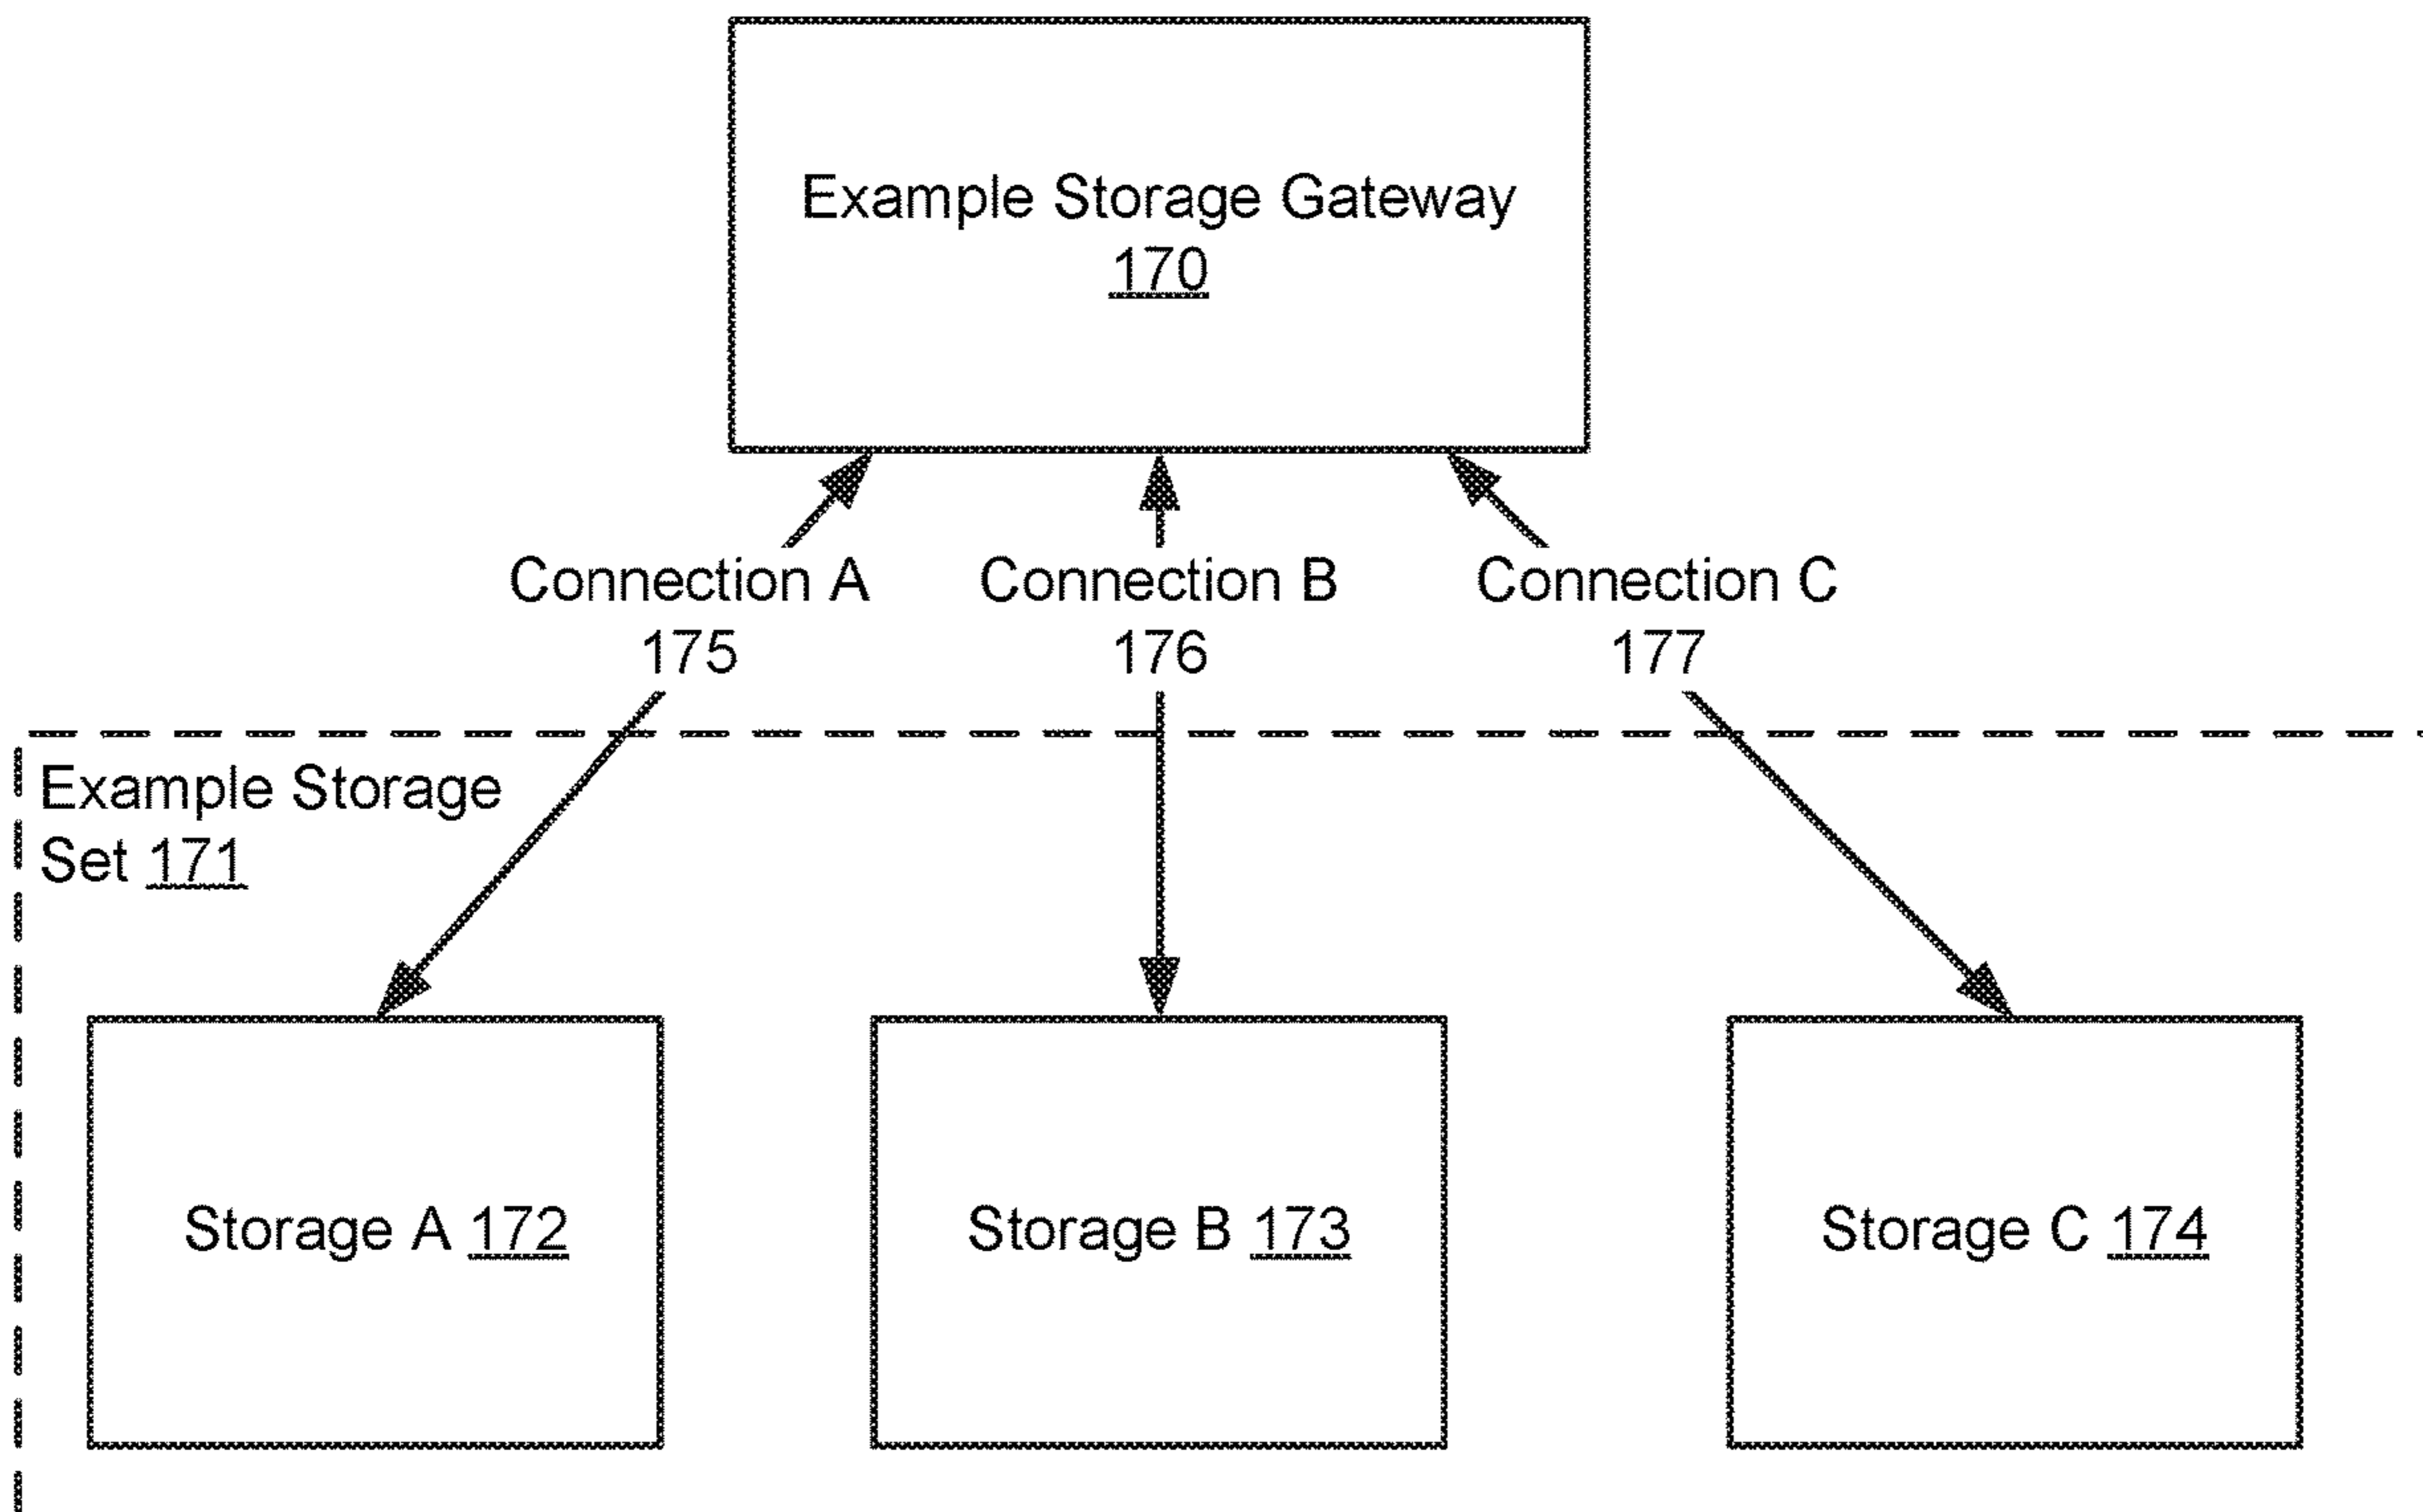 Example Storage Gateway
170
Connection A
175
Connection B
176
Connection C
177
Example Storage
Set 171
Storage A 172
Storage B 173
Storage C 174